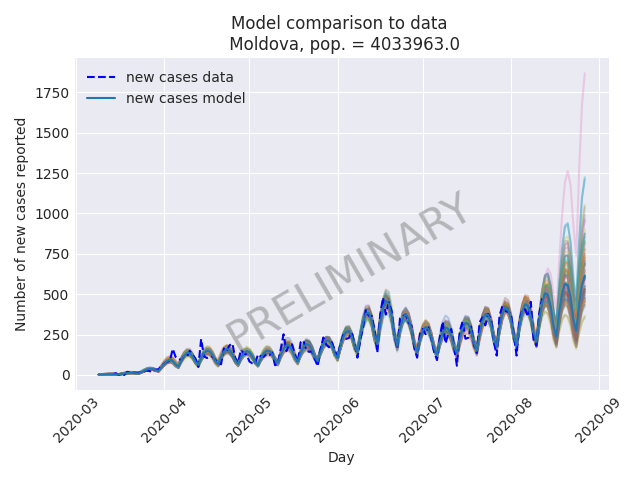 Model comparison to data
Moldova, pop. = 4033963.0
new cases data
new cases model
PRELIMINARY
Number of new cases reported
1750
1500
1250
1000
750
500
250
0
2020-03
2020-04
2020-05
2020-06
2020-07
2020-08
2020-09
Day